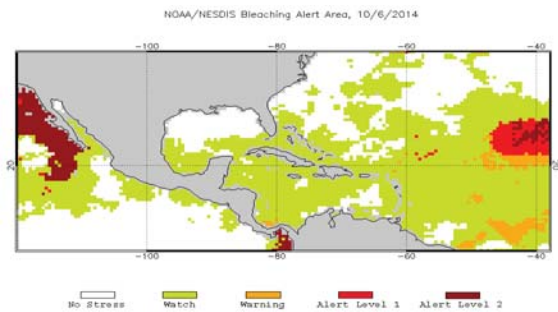 NOAA/NESDIS Bleaching Alert Area, 10/6/2014
-100 -80 -60 -40
20 20
-100 -80 -60 -40
No Stress Watch Warning Alert Level 1 Alert Level 2